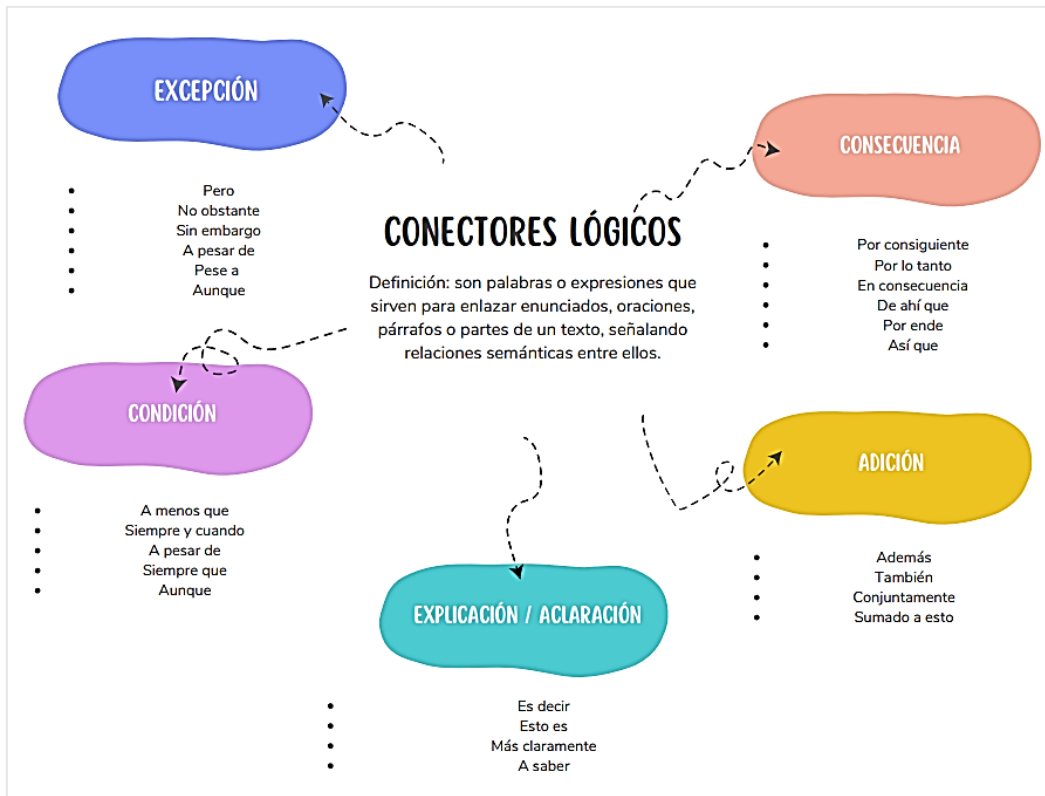 CONECTORES LÓGICOS
Definición: son palabras o expresiones que
sirven para enlazar enunciados, oraciones,
párrafos o partes de un texto, señalando
relaciones semánticas entre ellos.
EXCEPCIÓN
• Pero
• No obstante
• Sin embargo
• A pesar de
• Pese a
• Aunque
CONSECUENCIA
• Por consiguiente
• Por lo tanto
• En consecuencia
• De ahí que
• Por ende
• Así que
CONDICIÓN
• A menos que
• Siempre y cuando
• A pesar de
• Siempre que
• Aunque
ADICIÓN
• Además
• También
• Conjuntamente
• Sumado a esto
EXPLICACIÓN / ACLARACIÓN
• Es decir
• Esto es
• Más claramente
• A saber